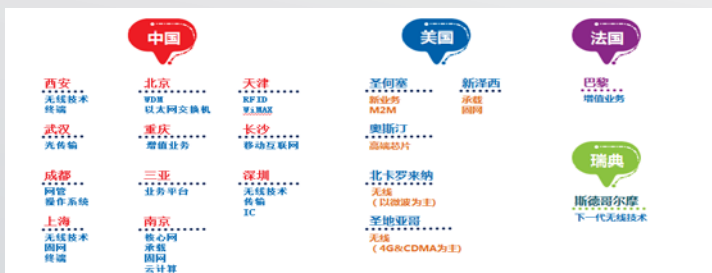 中国
西安
无线技术
终端
北京
WDM
以太网交换机
天津
RFID
WiMAX
武汉
光传输
重庆
增值业务
长沙
移动互联网
成都
网管
操作系统
三亚
业务平台
深圳
无线技术
传输
IC
上海
无线技术
固网
终端
南京
核心网
承载
固网
云计算
美国
圣何塞
新业务
M2M
新泽西
承载
固网
奥斯汀
高端芯片
北卡罗来纳
无线
（以微波为主）
圣地亚哥
无线
（4G&CDMA为主）
法国
巴黎
增值业务
瑞典
斯德哥尔摩
下一代无线技术